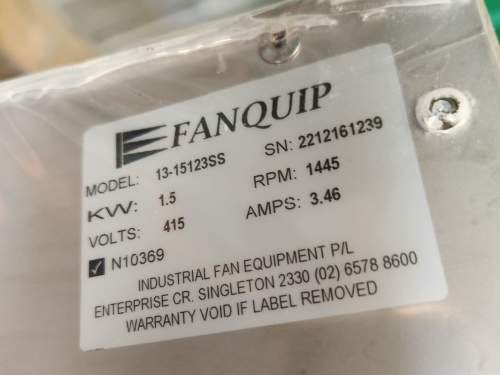 FANQUIP
MODEL: 13-15123SS SN: 2212161239
KW: 1.5 RPM: 1445
VOLTS: 415 AMPS: 3.46
N10369
INDUSTRIAL FAN EQUIPMENT P/L
ENTERPRISE CR. SINGLETON 2330 (02) 6578 8600
WARRANTY VOID IF LABEL REMOVED